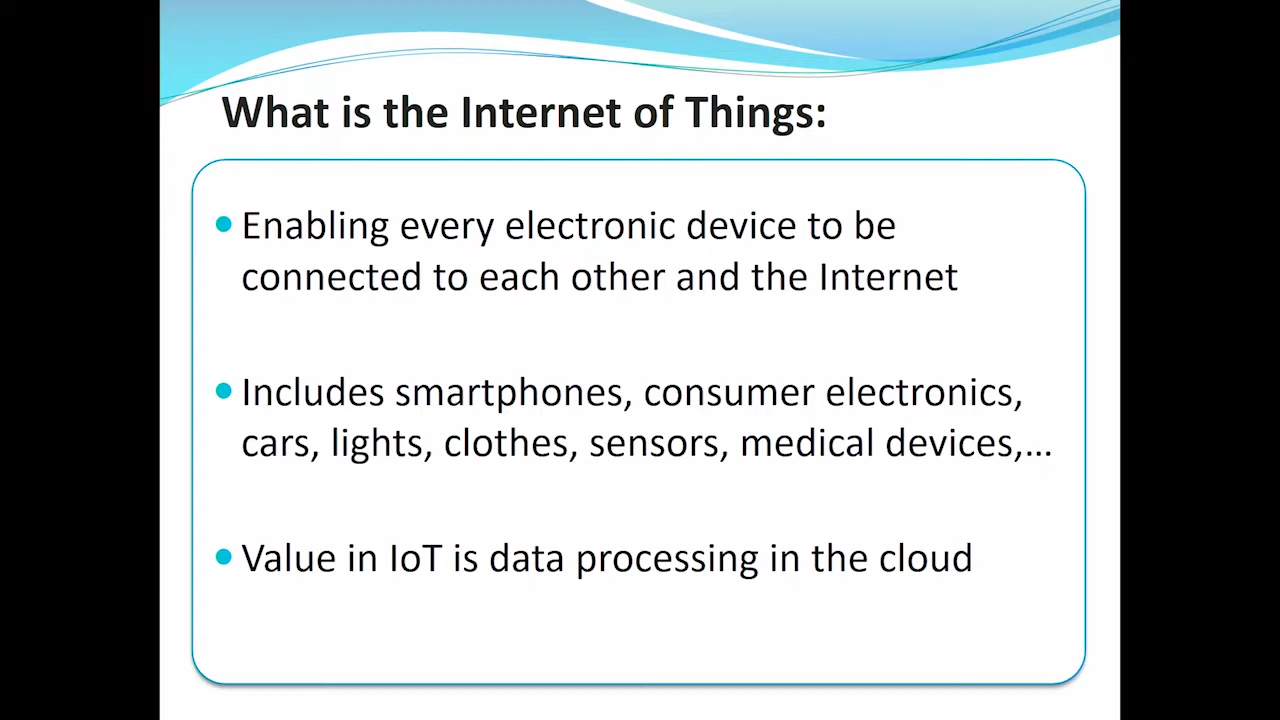 What is the Internet of Things:
• Enabling every electronic device to be
connected to each other and the Internet
• Includes smartphones, consumer electronics,
cars, lights, clothes, sensors, medical devices,…
• Value in IoT is data processing in the cloud